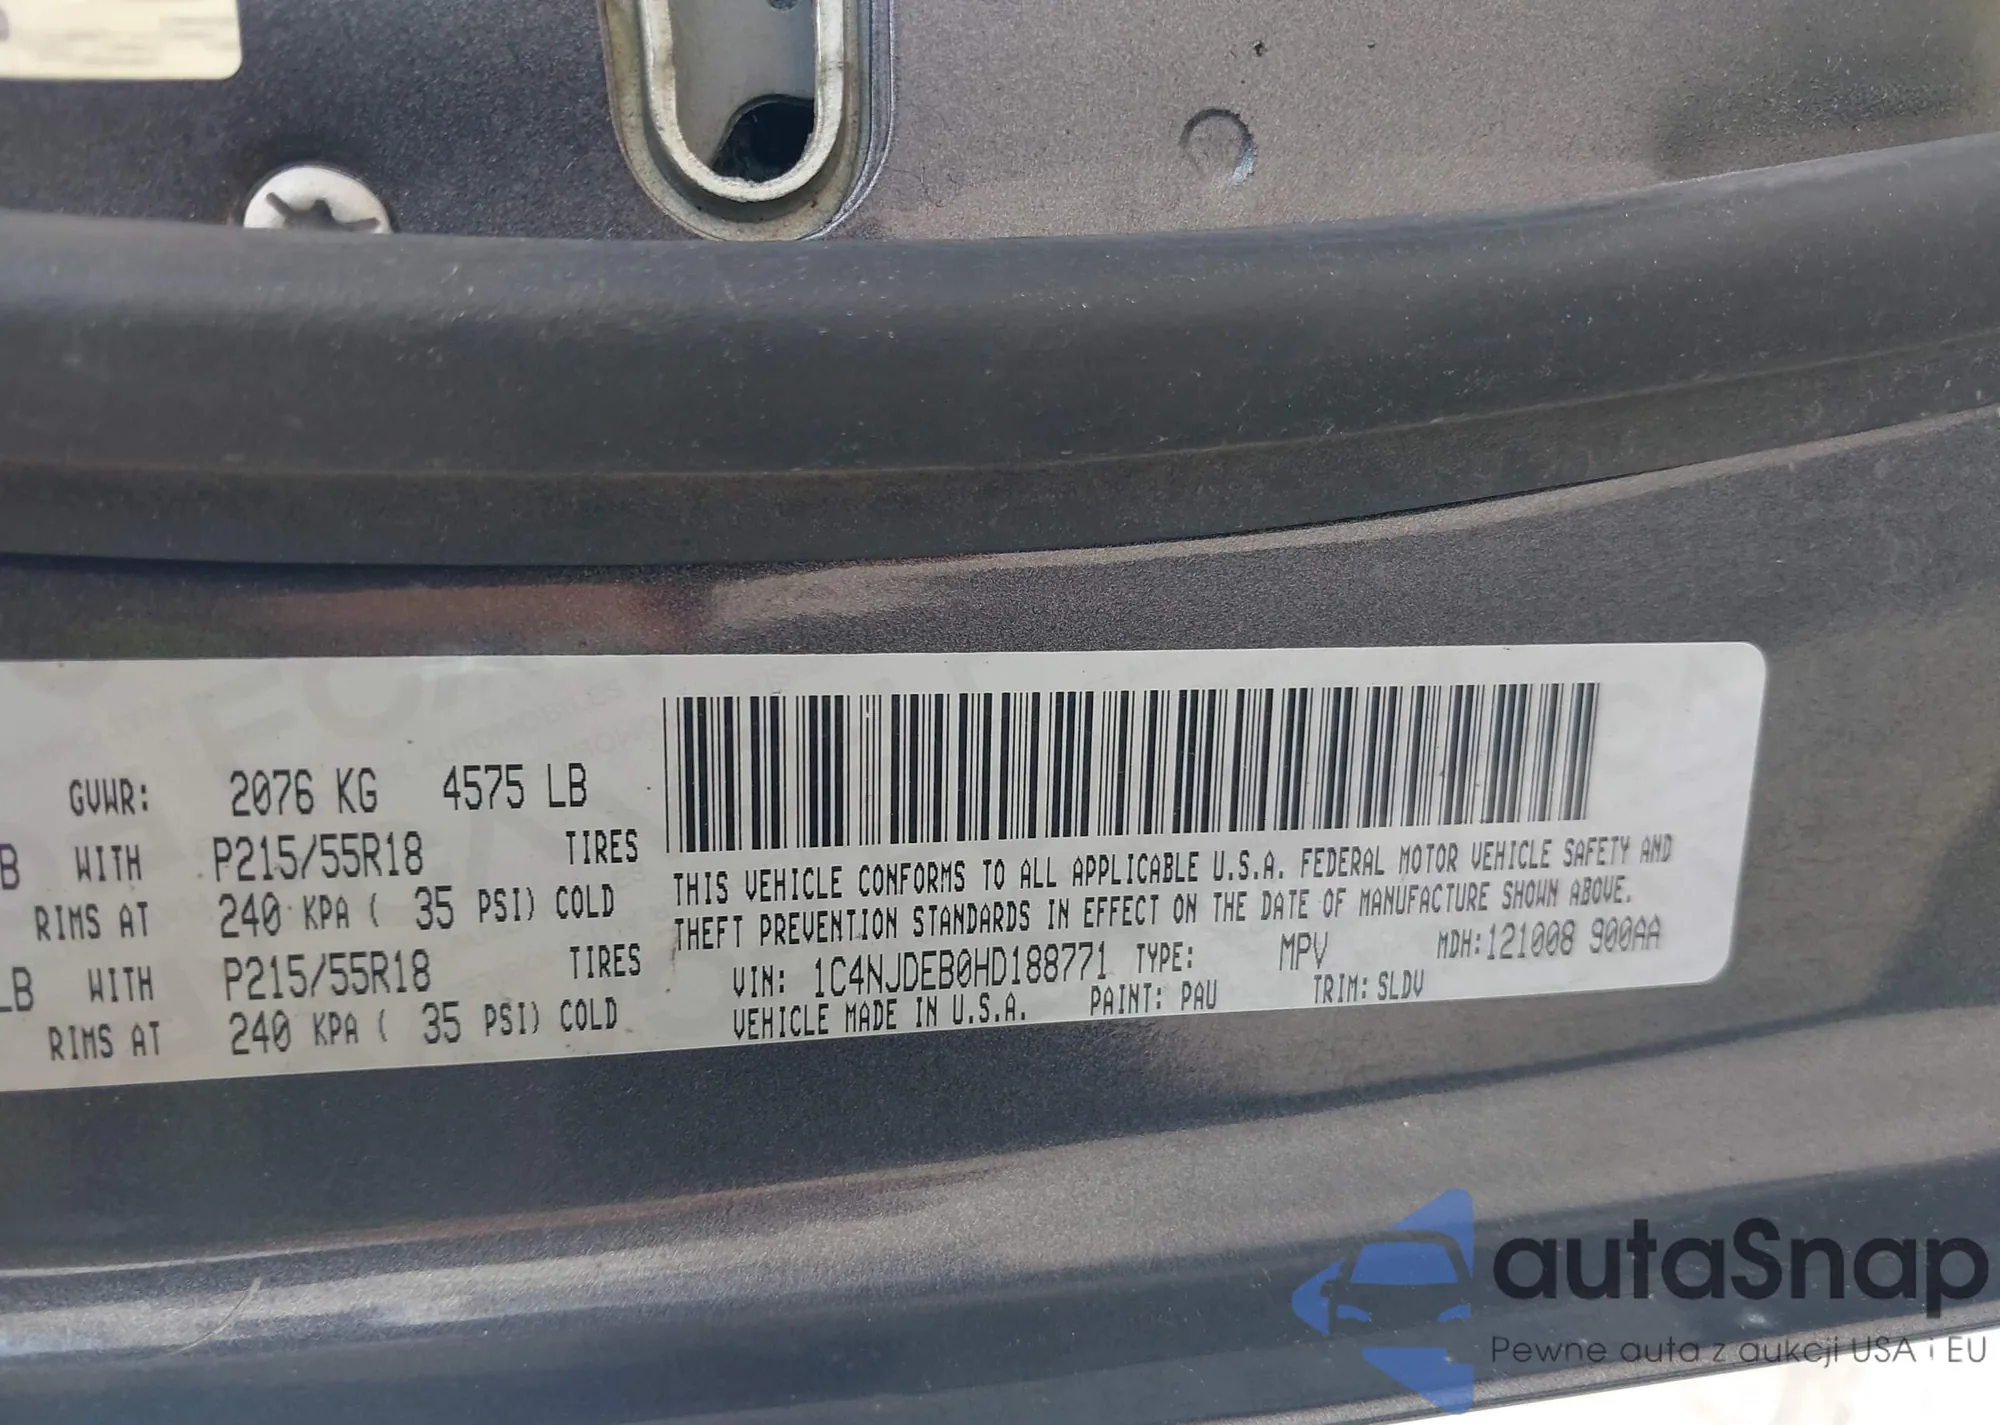 GVWR: 2076 KG 4575 LB
B WITH P215/55R18 TIRES
RIMS AT 240 KPA ( 35 PSI) COLD
LB WITH P215/55R18 TIRES
RIMS AT 240 KPA ( 35 PSI) COLD
THIS VEHICLE CONFORMS TO ALL APPLICABLE U.S.A. FEDERAL MOTOR VEHICLE SAFETY AND
THEFT PREVENTION STANDARDS IN EFFECT ON THE DATE OF MANUFACTURE SHOWN ABOVE.
VIN: 1C4NJDEB0HD188771 TYPE: MPV MDH:121008 900AA
VEHICLE MADE IN U.S.A. PAINT: PAU TRIM: SLDV
autaSnap
Pewne auta z aukcji USA i EU